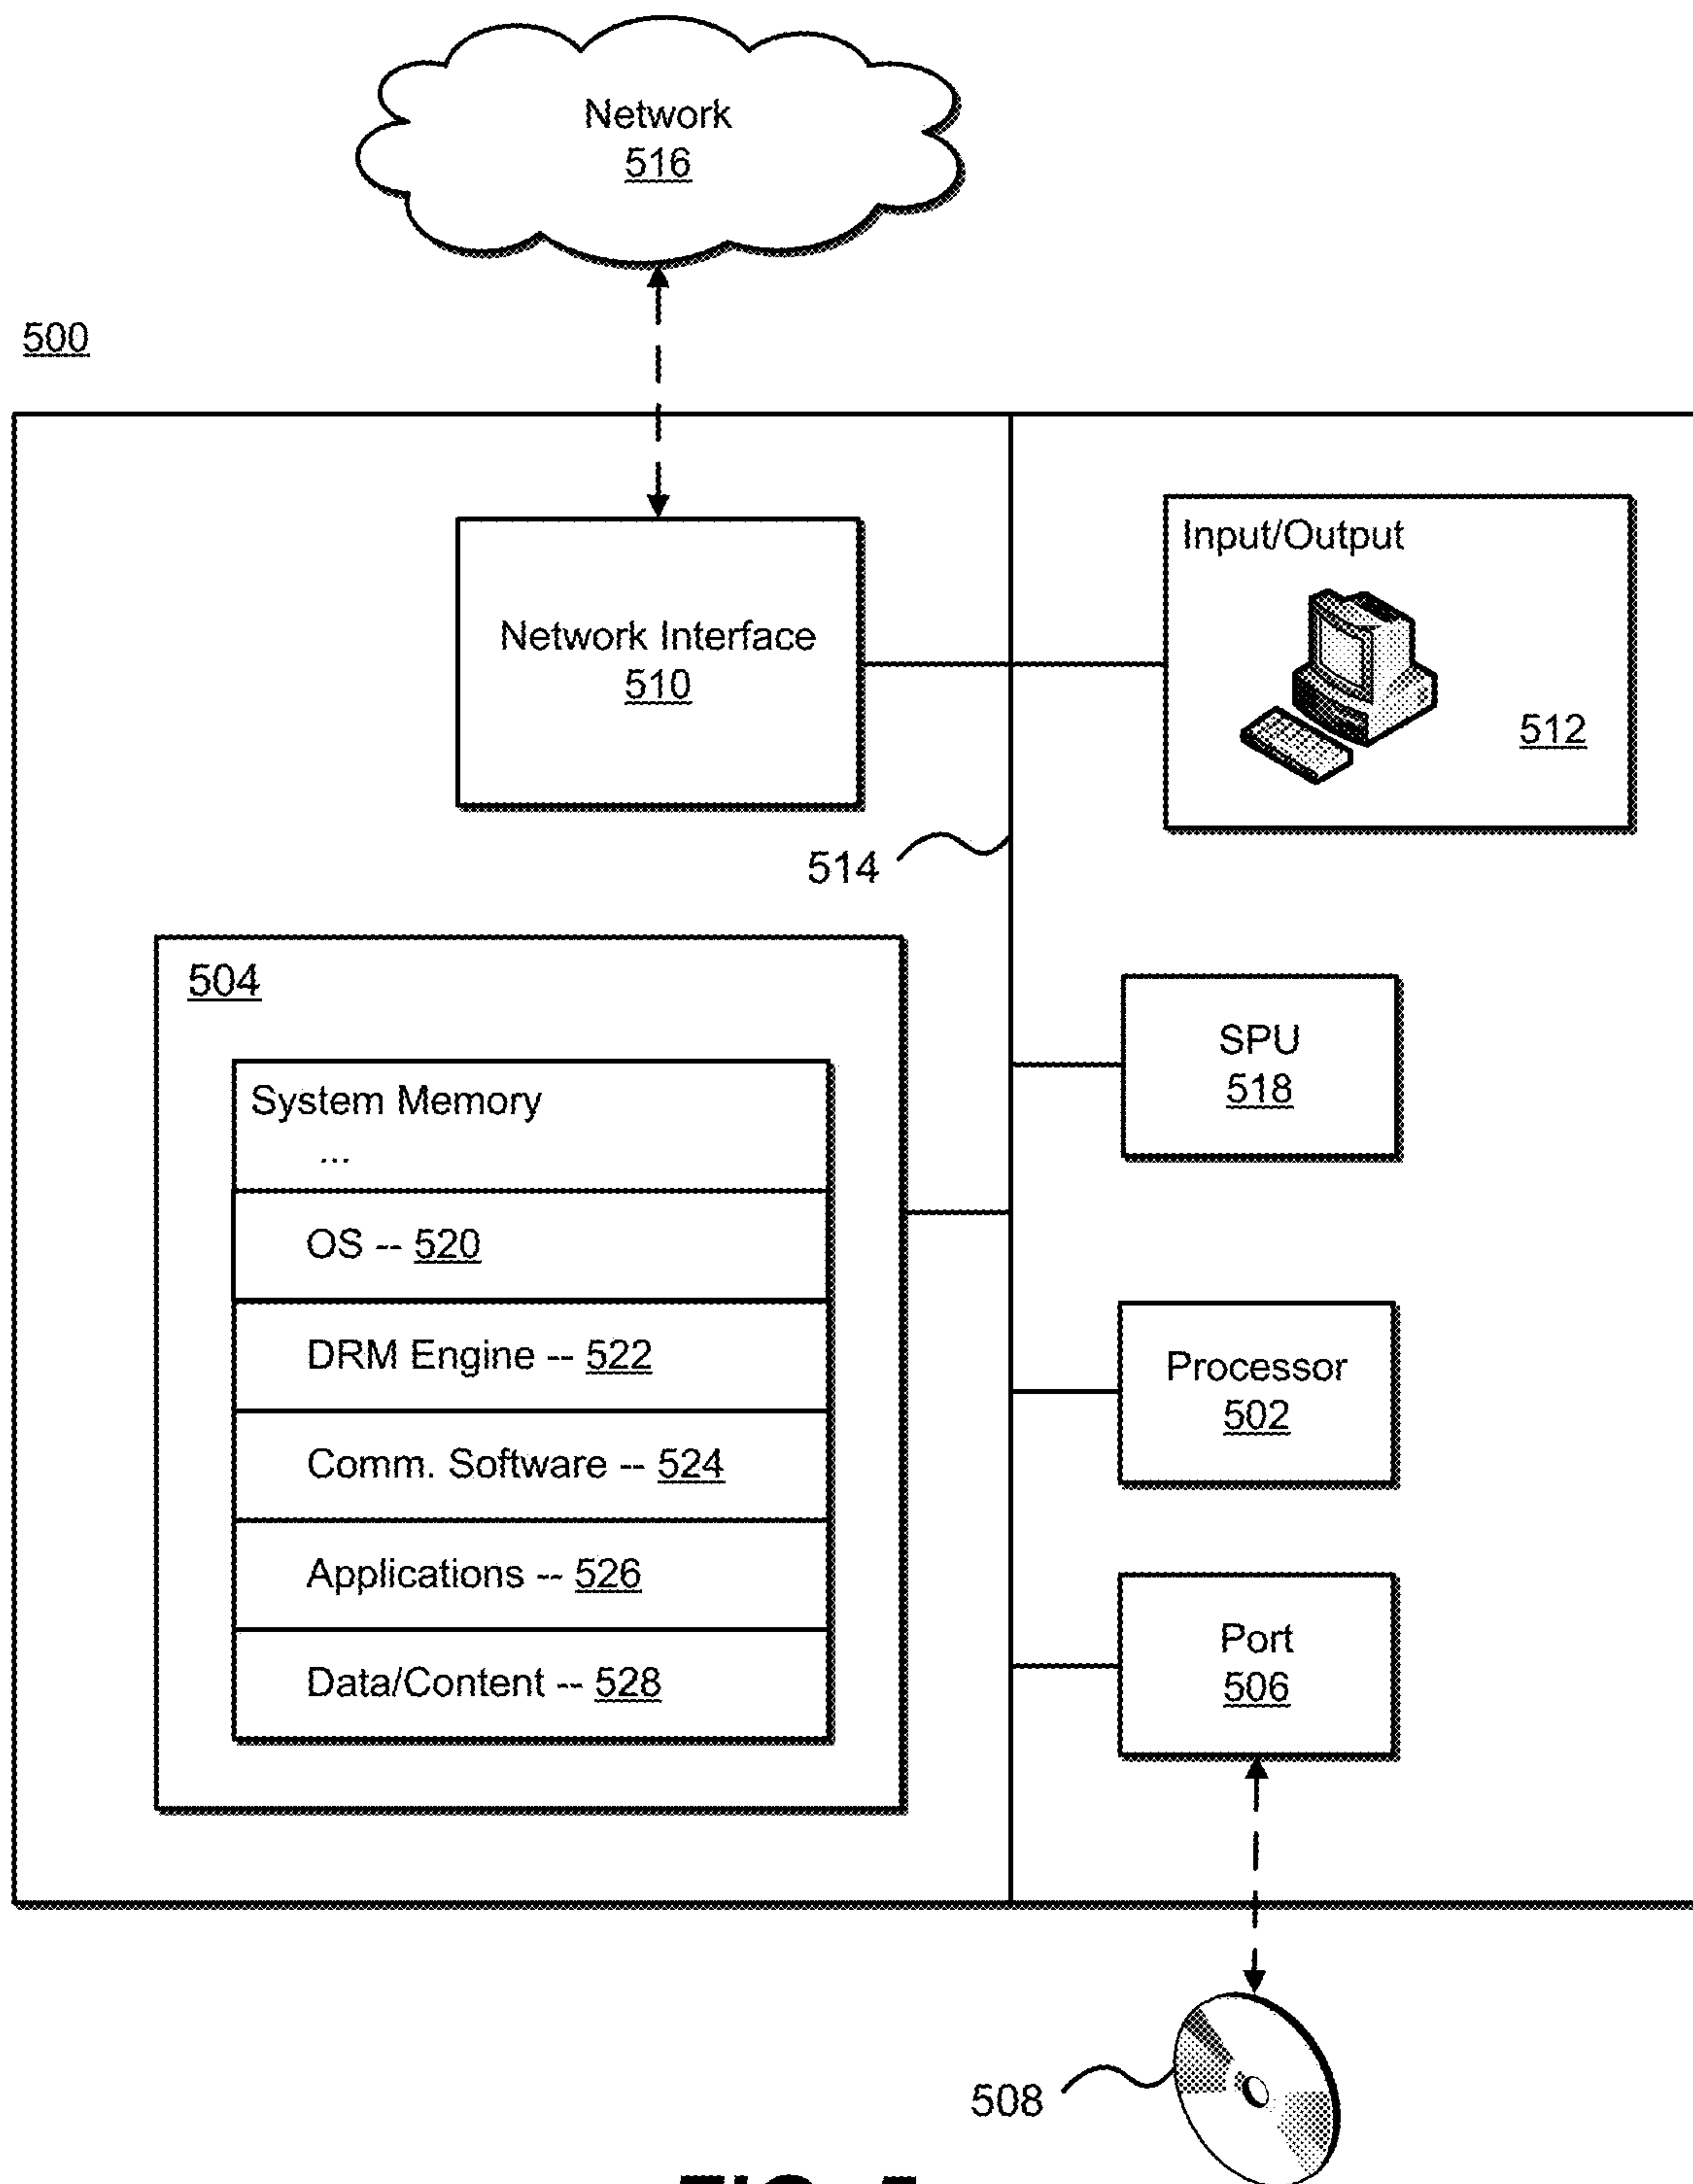 Network
516
500
Network Interface
510
Input/Output
512
514
504
System Memory
...
OS -- 520
DRM Engine -- 522
Comm. Software -- 524
Applications -- 526
Data/Content -- 528
SPU
518
Processor
502
Port
506
508